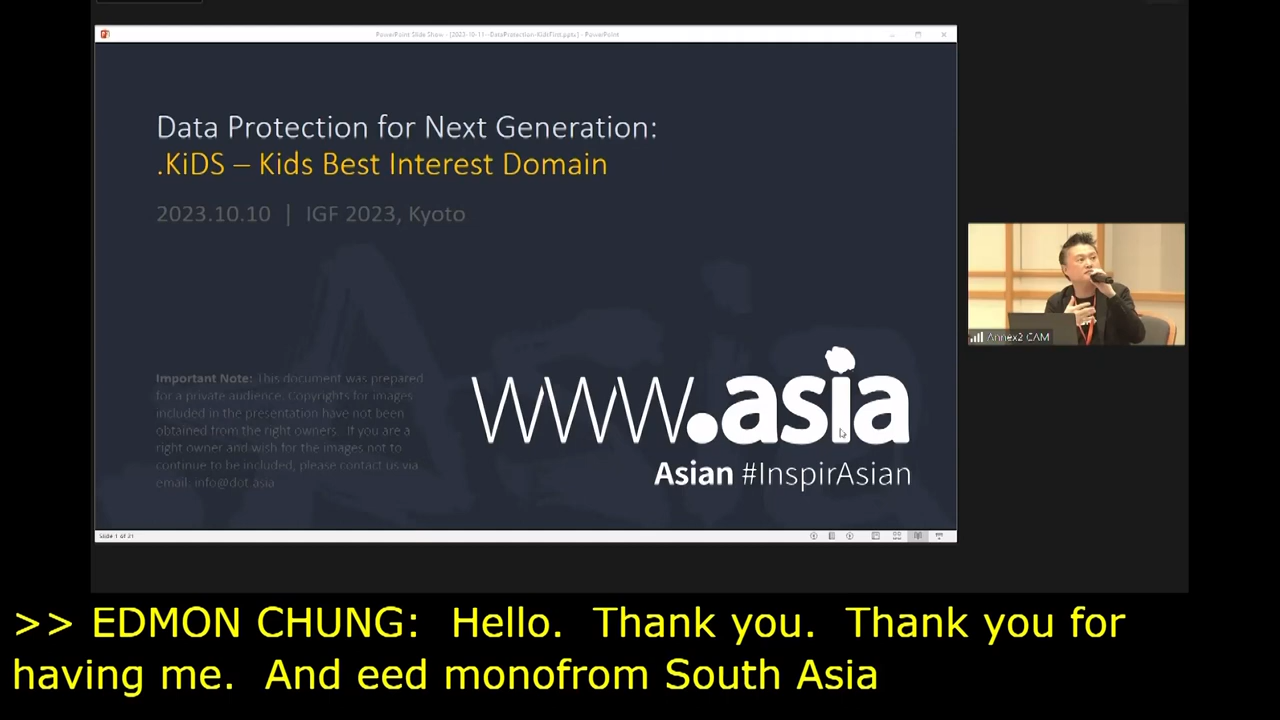 PowerPoint Slide Show - [2023-10-11--DataProtection-KidsFirst.pptx] - PowerPoint
Data Protection for Next Generation:
.KiDS – Kids Best Interest Domain
2023.10.10 | IGF 2023, Kyoto
Important Note: This document was prepared
for a private audience. Copyrights for images
included in the presentation have not been
obtained from the right owners. If you are a
right owner and wish for the images not to
continue to be included, please contact us via
email: info@dot.asia
www.asia
Asian #InspirAsian
Slide 1 of 21
Annex2 CAM
>> EDMON CHUNG:  Hello.  Thank you.  Thank you for
having me.  And eed monofrom South Asia